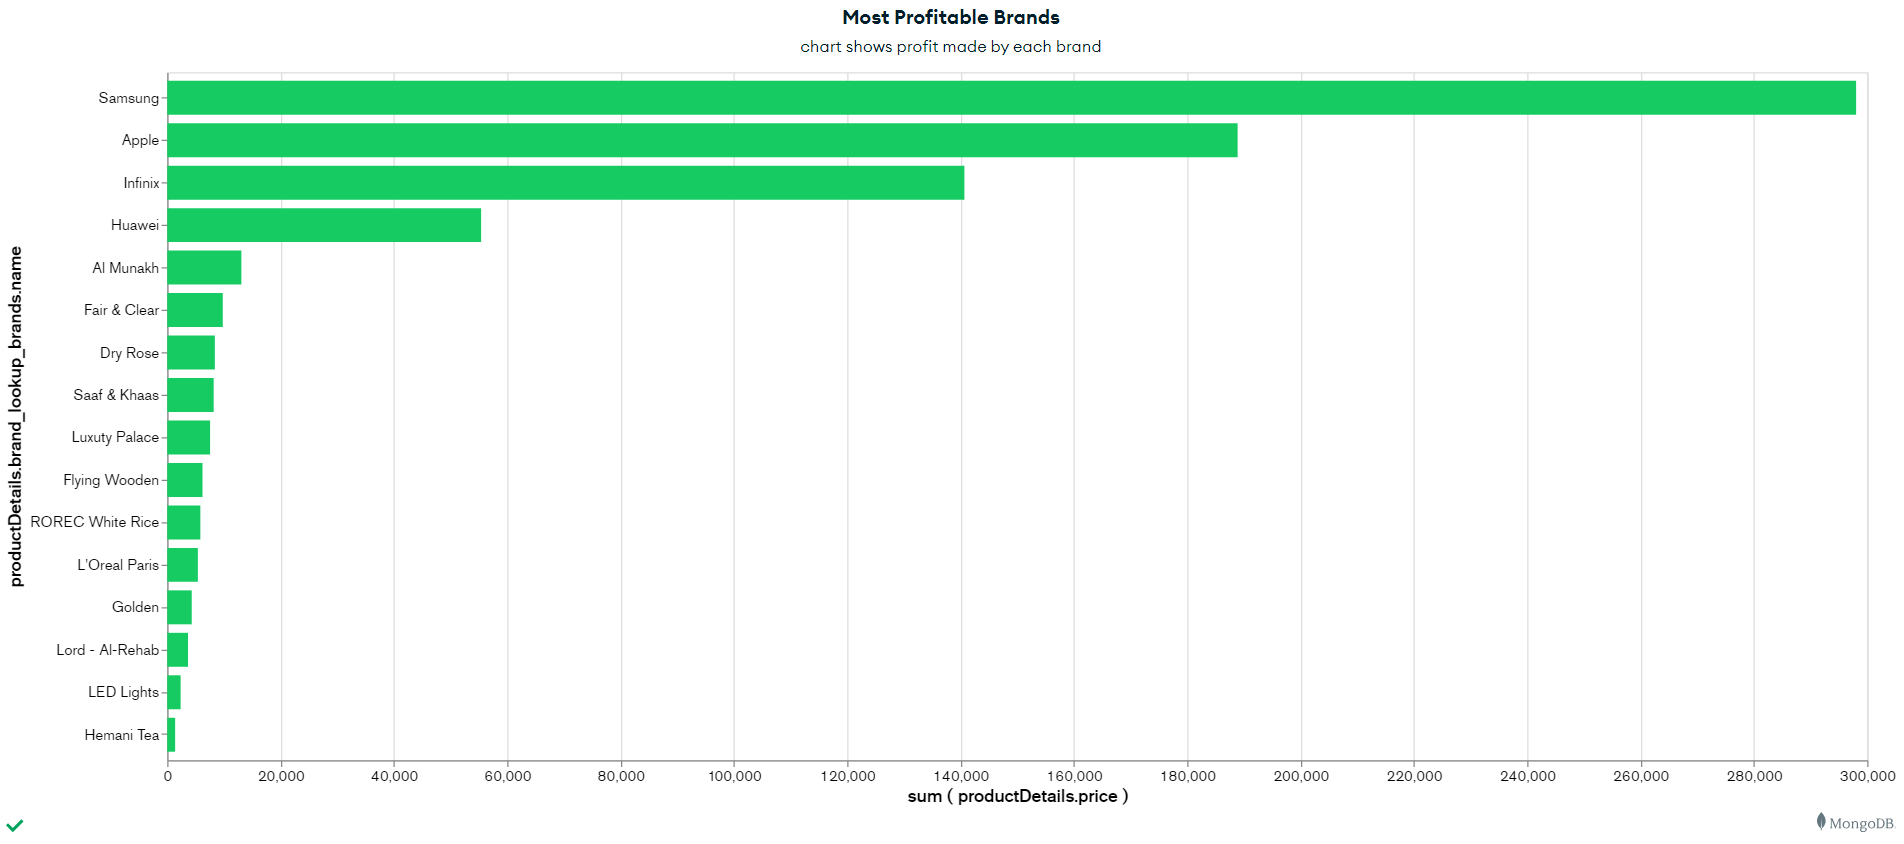 Most Profitable Brands
chart shows profit made by each brand
productDetails.brand_lookup_brands.name
Samsung
Apple
Infinix
Huawei
Al Munakh
Fair & Clear
Dry Rose
Saaf & Khaas
Luxuty Palace
Flying Wooden
ROREC White Rice
L'Oreal Paris
Golden
Lord - Al-Rehab
LED Lights
Hemani Tea
0 20,000 40,000 60,000 80,000 100,000 120,000 140,000 160,000 180,000 200,000 220,000 240,000 260,000 280,000 300,000
sum ( productDetails.price )
MongoDB